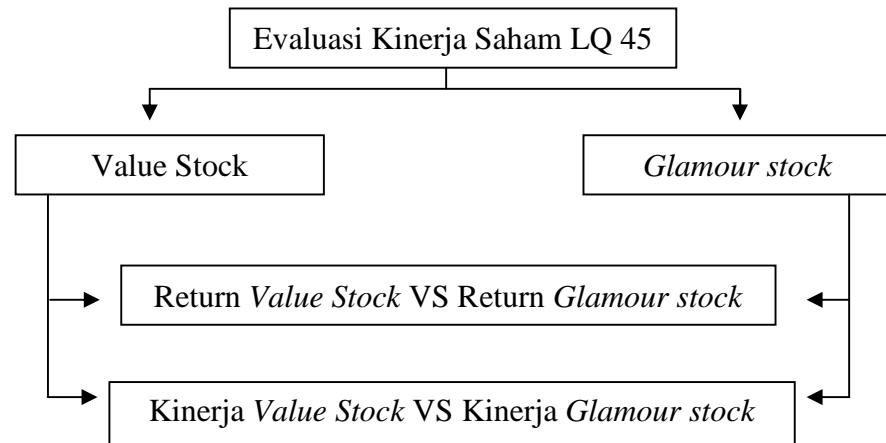 Evaluasi Kinerja Saham LQ 45
Value Stock
Glamour stock
Return Value Stock VS Return Glamour stock
Kinerja Value Stock VS Kinerja Glamour stock